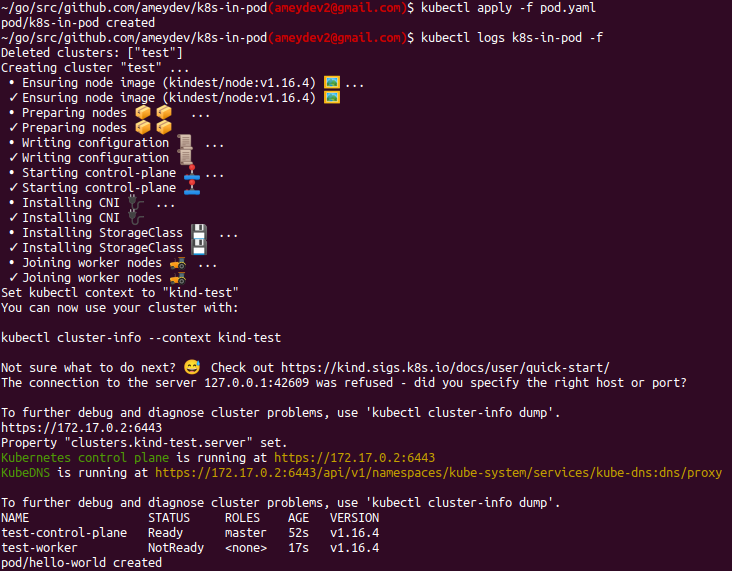 ~/go/src/github.com/ameydev/k8s-in-pod(ameydev2@gmail.com)$ kubectl apply -f pod.yaml
pod/k8s-in-pod created
~/go/src/github.com/ameydev/k8s-in-pod(ameydev2@gmail.com)$ kubectl logs k8s-in-pod -f
Deleted clusters: ["test"]
Creating cluster "test" ...
• Ensuring node image (kindest/node:v1.16.4) 🖼 ...
✓ Ensuring node image (kindest/node:v1.16.4) 🖼
• Preparing nodes 📦 📦 ...
✓ Preparing nodes 📦 📦
• Writing configuration 📜 ...
✓ Writing configuration 📜
• Starting control-plane 🕹 ...
✓ Starting control-plane 🕹
• Installing CNI 🔌 ...
✓ Installing CNI 🔌
• Installing StorageClass 💾 ...
✓ Installing StorageClass 💾
• Joining worker nodes 🚜 ...
✓ Joining worker nodes 🚜
Set kubectl context to "kind-test"
You can now use your cluster with:
kubectl cluster-info --context kind-test
Not sure what to do next? 😅 Check out https://kind.sigs.k8s.io/docs/user/quick-start/
The connection to the server 127.0.0.1:42609 was refused - did you specify the right host or port?
To further debug and diagnose cluster problems, use 'kubectl cluster-info dump'.
https://172.17.0.2:6443
Property "clusters.kind-test.server" set.
Kubernetes control plane is running at https://172.17.0.2:6443
KubeDNS is running at https://172.17.0.2:6443/api/v1/namespaces/kube-system/services/kube-dns:dns/proxy
To further debug and diagnose cluster problems, use 'kubectl cluster-info dump'.
NAME STATUS ROLES AGE VERSION
test-control-plane Ready master 52s v1.16.4
test-worker NotReady <none> 17s v1.16.4
pod/hello-world created